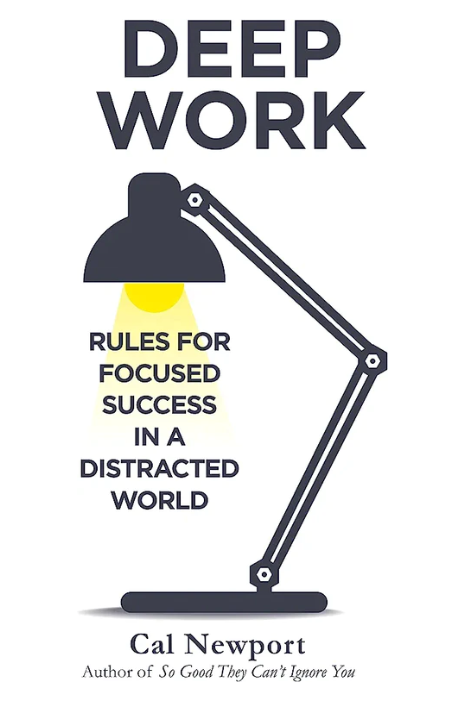 DEEP
WORK
RULES FOR
FOCUSED
SUCCESS
IN A
DISTRACTED
WORLD
Cal Newport
Author of So Good They Can't Ignore You